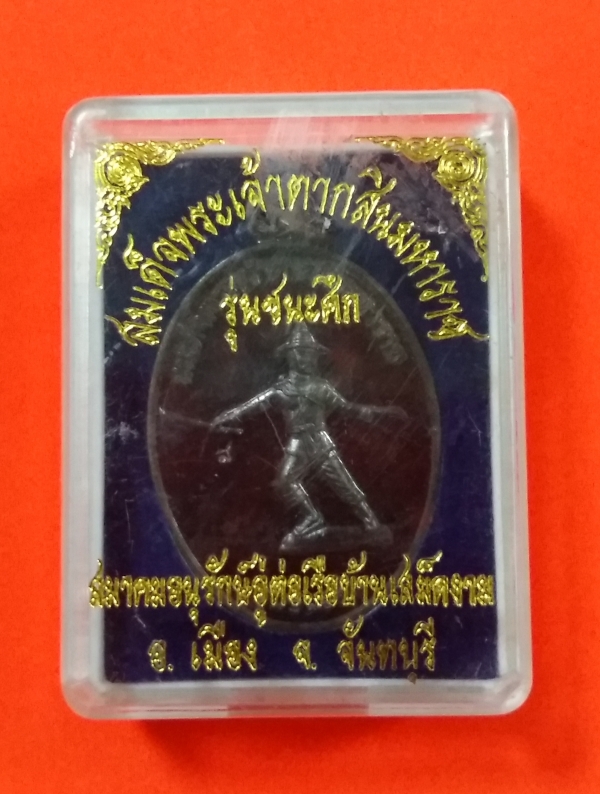 สมเด็จพระเจ้าตากสินมหาราช
รุ่นชนะศึก
สมาคมอนุรักษ์อู่ต่อเรือบ้านเสม็ดงาม
อ. เมือง จ. จันทบุรี